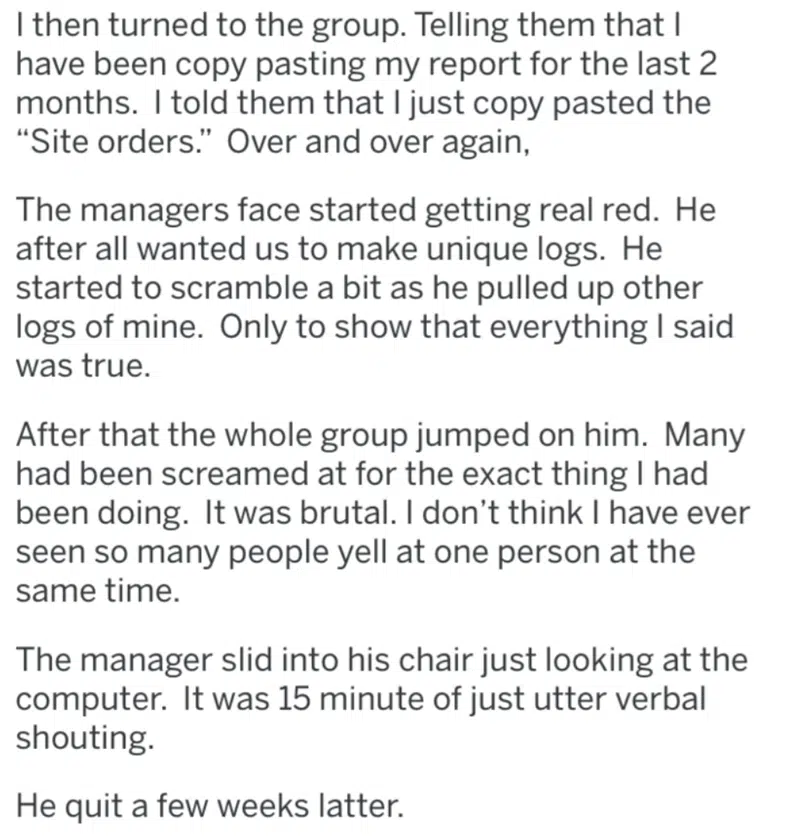 I then turned to the group. Telling them that I
have been copy pasting my report for the last 2
months.  I told them that I just copy pasted the
“Site orders.”  Over and over again,
The managers face started getting real red.  He
after all wanted us to make unique logs.  He
started to scramble a bit as he pulled up other
logs of mine.  Only to show that everything I said
was true.
After that the whole group jumped on him.  Many
had been screamed at for the exact thing I had
been doing.  It was brutal. I don’t think I have ever
seen so many people yell at one person at the
same time.
The manager slid into his chair just looking at the
computer.  It was 15 minute of just utter verbal
shouting.
He quit a few weeks latter.